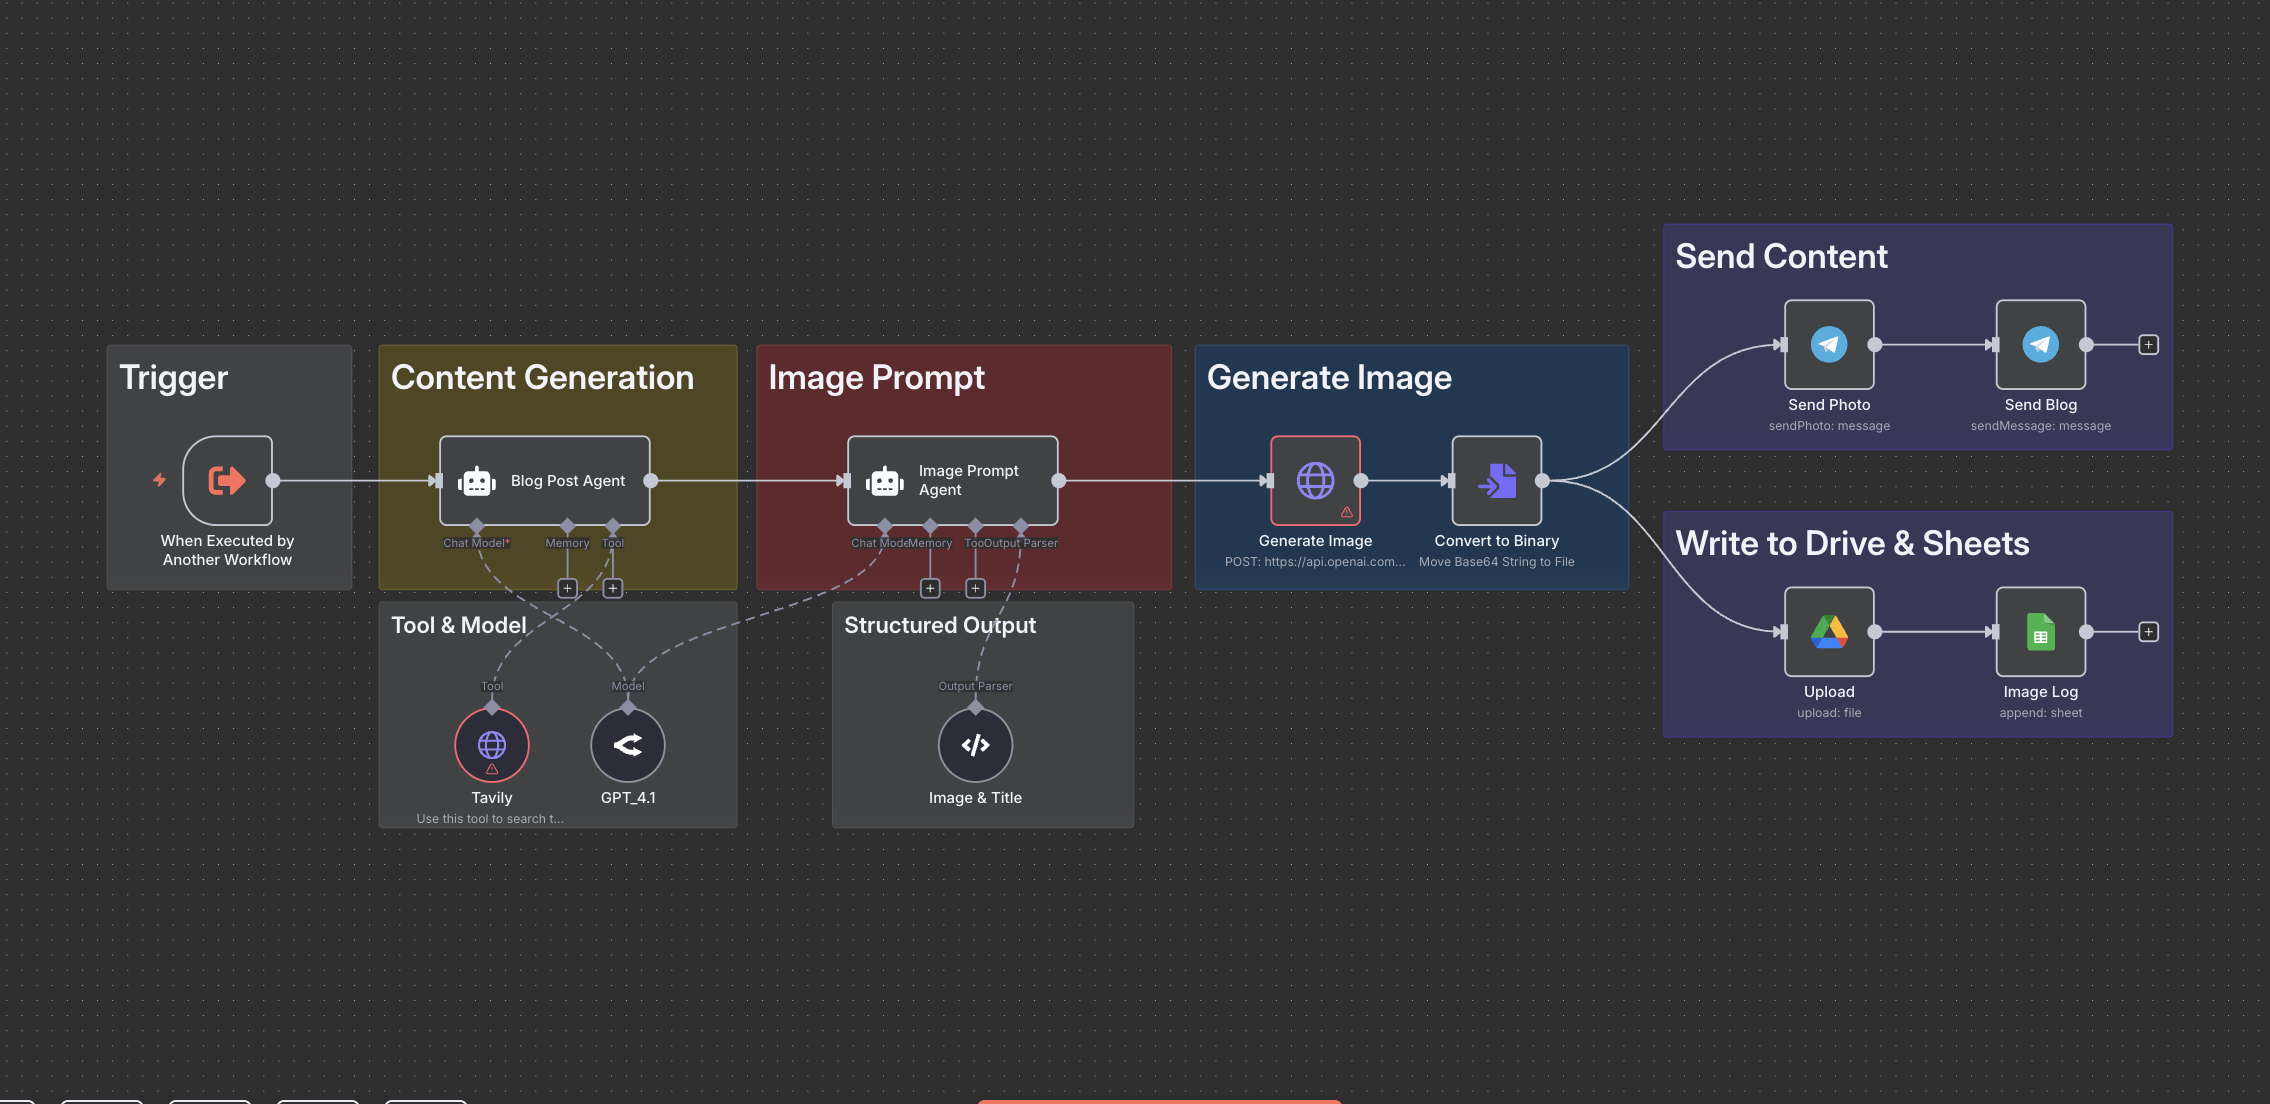 Trigger
When Executed by
Another Workflow
Content Generation
Blog Post Agent
Chat Model*
Memory
Tool
Tool & Model
Tool
Model
Tavily
Use this tool to search t...
GPT_4.1
Image Prompt
Image Prompt
Agent
Chat Mode
Memory
Too
Output Parser
Structured Output
Output Parser
Image & Title
Generate Image
Generate Image
POST: https://api.openai.com...
Convert to Binary
Move Base64 String to File
Send Content
Send Photo
sendPhoto: message
Send Blog
sendMessage: message
Write to Drive & Sheets
Upload
upload: file
Image Log
append: sheet